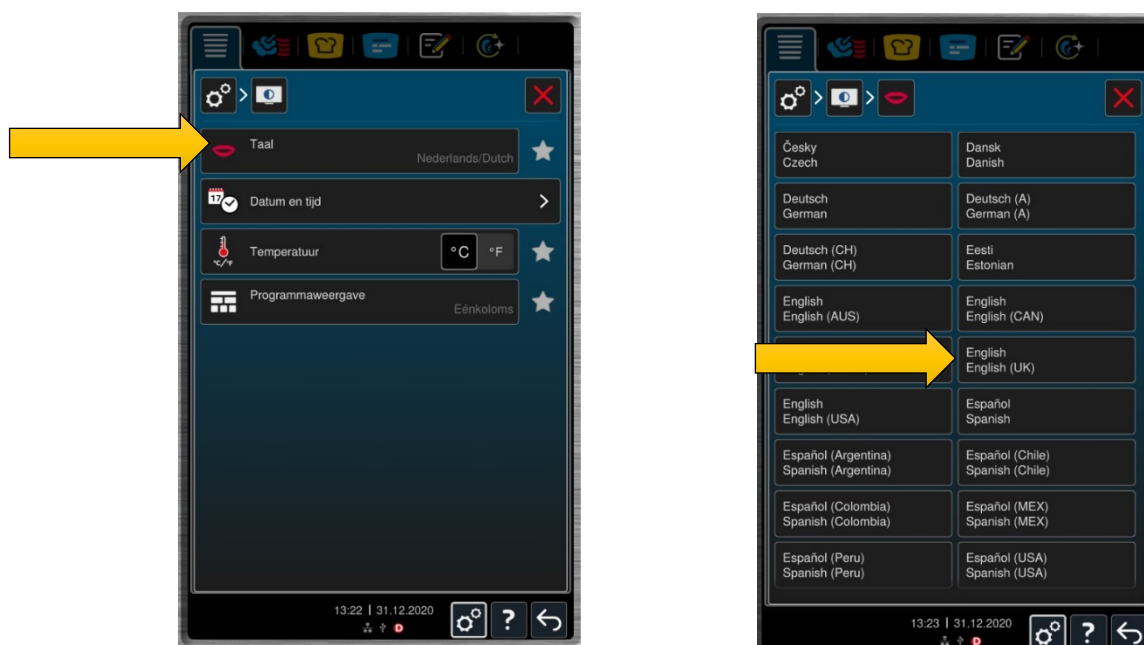 Taal
Nederlands/Dutch
17
Datum en tijd
°C/°F
Temperatuur
°C
°F
Programmaweergave
Eénkoloms
13:22 | 31.12.2020
D
?
Česky
Czech
Dansk
Danish
Deutsch
German
Deutsch (A)
German (A)
Deutsch (CH)
German (CH)
Eesti
Estonian
English
English (AUS)
English
English (CAN)
English
English (UK)
English
English (USA)
Español
Spanish
Español (Argentina)
Spanish (Argentina)
Español (Chile)
Spanish (Chile)
Español (Colombia)
Spanish (Colombia)
Español (MEX)
Spanish (MEX)
Español (Peru)
Spanish (Peru)
Español (USA)
Spanish (USA)
13:23 | 31.12.2020
D
?